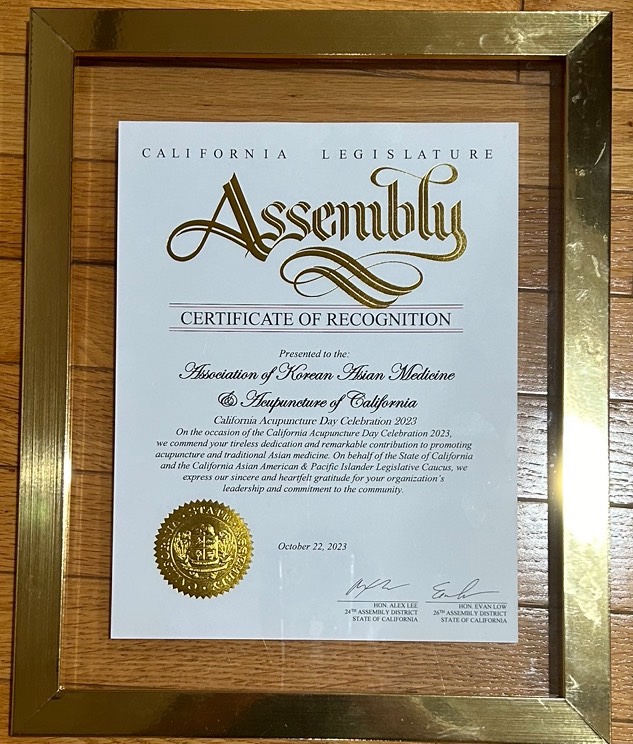 CALIFORNIA LEGISLATURE
Assembly
CERTIFICATE OF RECOGNITION
Presented to the:
Association of Korean Asian Medicine
& Acupuncture of California
California Acupuncture Day Celebration 2023
On the occasion of the California Acupuncture Day Celebration 2023,
we commend your tireless dedication and remarkable contribution to promoting
acupuncture and traditional Asian medicine. On behalf of the State of California
and the California Asian American & Pacific Islander Legislative Caucus, we
express our sincere and heartfelt gratitude for your organization's
leadership and commitment to the community.
October 22, 2023
HON. ALEX LEE
24TH ASSEMBLY DISTRICT
STATE OF CALIFORNIA
HON. EVAN LOW
26TH ASSEMBLY DISTRICT
STATE OF CALIFORNIA